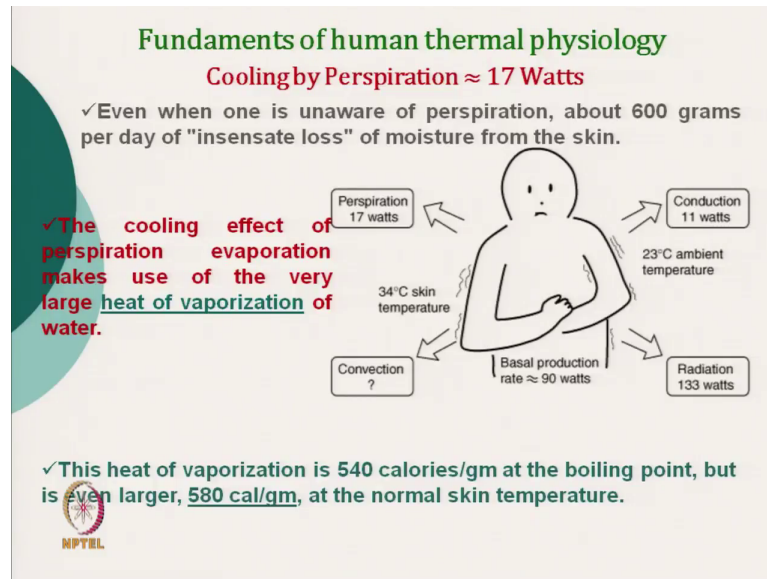 Fundaments of human thermal physiology
Cooling by Perspiration ≈ 17 Watts
✓Even when one is unaware of perspiration, about 600 grams
per day of "insensate loss" of moisture from the skin.
✓The cooling effect of
perspiration evaporation
makes use of the very
large heat of vaporization of
water.
Perspiration
17 watts
Conduction
11 watts
23°C ambient
temperature
34°C skin
temperature
Convection
?
Basal production
rate ≈ 90 watts
Radiation
133 watts
✓This heat of vaporization is 540 calories/gm at the boiling point, but
is even larger, 580 cal/gm, at the normal skin temperature.
NPTEL